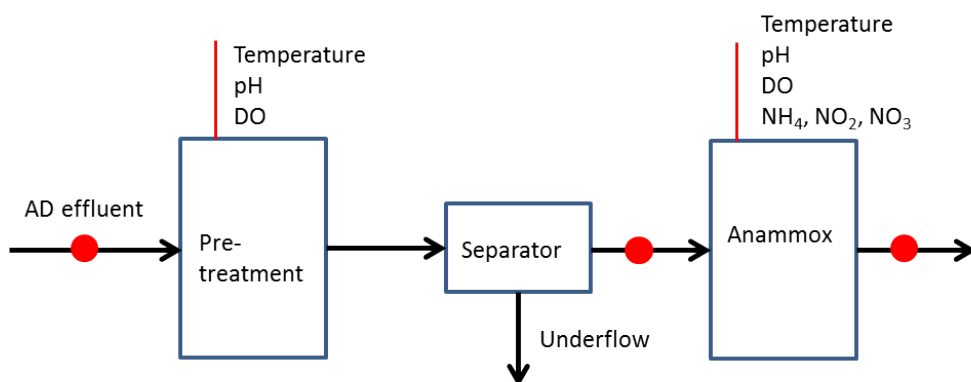 Temperature
pH
DO
Temperature
pH
DO
NH₄, NO₂, NO₃
AD effluent
Pre-
treatment
Separator
Anammox
Underflow